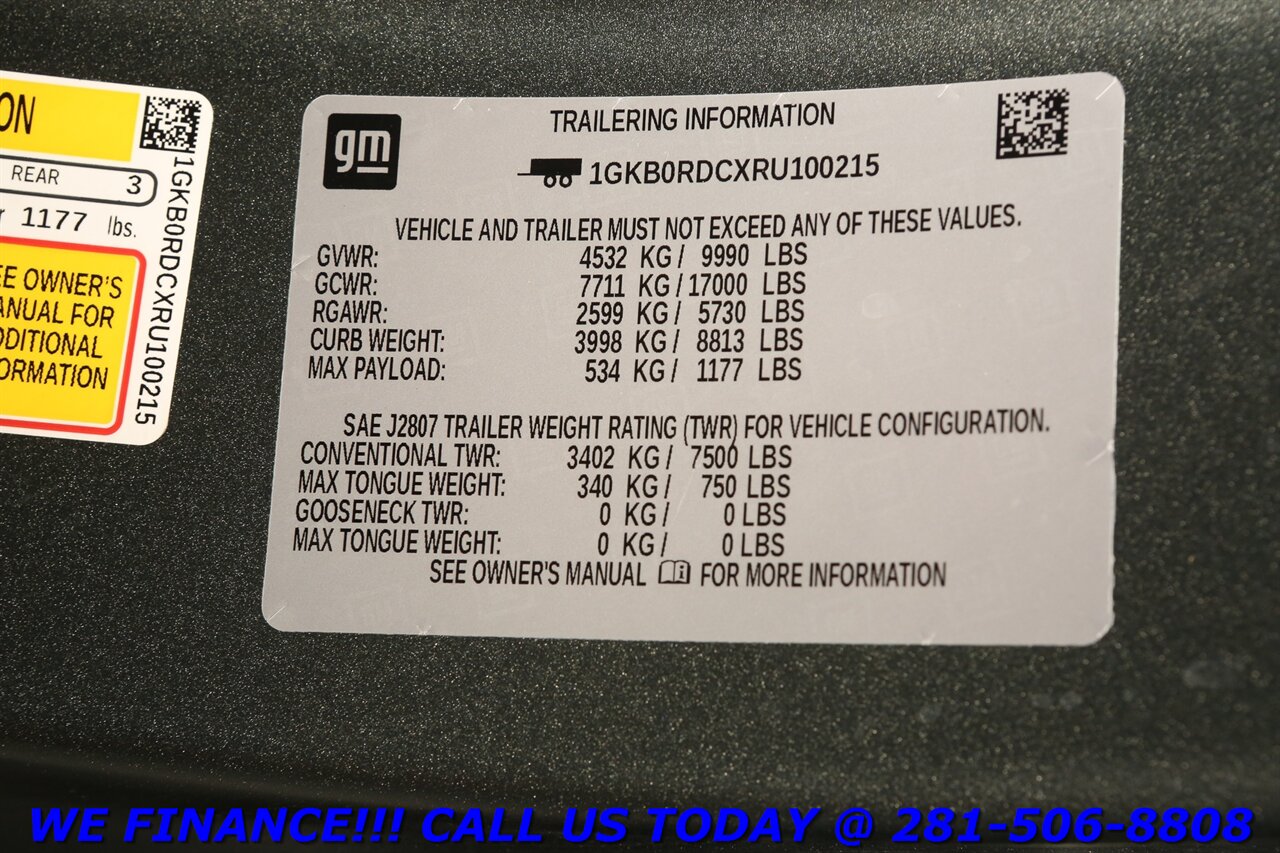 ON
REAR 3
1177 lbs.
EE OWNER'S
ANUAL FOR
DDITIONAL
ORMATION
1GKB0RDCXRU100215
gm
TRAILERING INFORMATION
1GKB0RDCXRU100215
VEHICLE AND TRAILER MUST NOT EXCEED ANY OF THESE VALUES.
GVWR: 4532 KG / 9990 LBS
GCWR: 7711 KG / 17000 LBS
RGAWR: 2599 KG / 5730 LBS
CURB WEIGHT: 3998 KG / 8813 LBS
MAX PAYLOAD: 534 KG / 1177 LBS
SAE J2807 TRAILER WEIGHT RATING (TWR) FOR VEHICLE CONFIGURATION.
CONVENTIONAL TWR: 3402 KG / 7500 LBS
MAX TONGUE WEIGHT: 340 KG / 750 LBS
GOOSENECK TWR: 0 KG / 0 LBS
MAX TONGUE WEIGHT: 0 KG / 0 LBS
SEE OWNER'S MANUAL FOR MORE INFORMATION
WE FINANCE!!! CALL US TODAY @ 281-506-8808